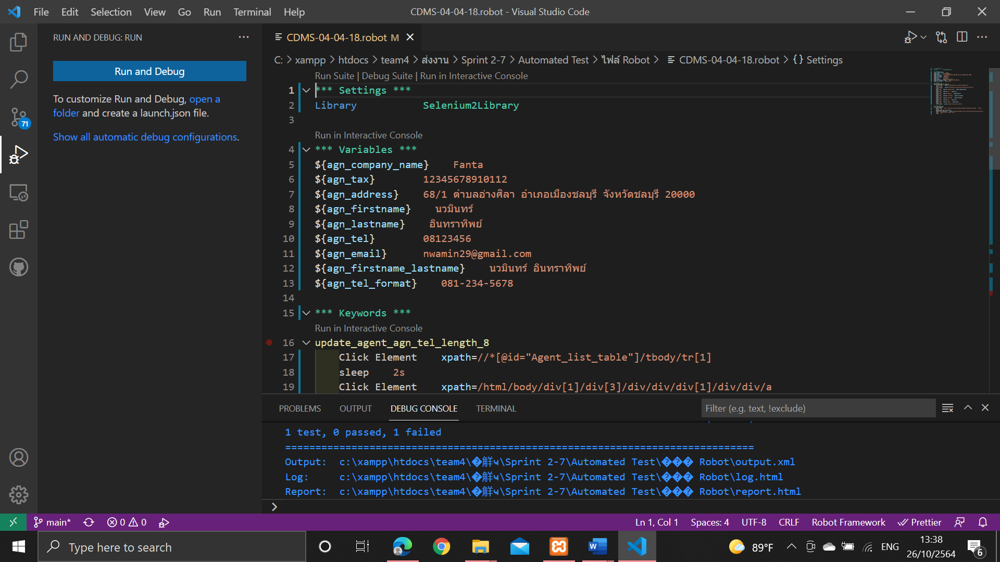 File Edit Selection View Go Run Terminal Help
CDMS-04-04-18.robot - Visual Studio Code
RUN AND DEBUG: RUN
Run and Debug
To customize Run and Debug, open a
folder and create a launch.json file.
Show all automatic debug configurations.
71
CDMS-04-04-18.robot M
C: > xampp > htdocs > team4 > ส่งงาน > Sprint 2-7 > Automated Test > ไฟล์ Robot > CDMS-04-04-18.robot > {} Settings
Run Suite | Debug Suite | Run in Interactive Console
1 *** Settings ***
2 Library Selenium2Library
3
Run in Interactive Console
4 *** Variables ***
5 ${agn_company_name} Fanta
6 ${agn_tax} 12345678910112
7 ${agn_address} 68/1 ตำบลอ่างศิลา อำเภอเมืองชลบุรี จังหวัดชลบุรี 20000
8 ${agn_firstname} นวมินทร์
9 ${agn_lastname} อินทราทิพย์
10 ${agn_tel} 08123456
11 ${agn_email} nwamin29@gmail.com
12 ${agn_firstname_lastname} นวมินทร์ อินทราทิพย์
13 ${agn_tel_format} 081-234-5678
14
15 *** Keywords ***
Run in Interactive Console
16 update_agent_agn_tel_length_8
17 Click Element xpath=//*[@id="Agent_list_table"]/tbody/tr[1]
18 sleep 2s
19 Click Element xpath=/html/body/div[1]/div[3]/div/div/div[1]/div/div/a
PROBLEMS OUTPUT DEBUG CONSOLE TERMINAL
Filter (e.g. text, !exclude)
1 test, 0 passed, 1 failed
==============================================================================
Output: c:\xampp\htdocs\team4\�觧ҹ\Sprint 2-7\Automated Test\��� Robot\output.xml
Log: c:\xampp\htdocs\team4\�觧ҹ\Sprint 2-7\Automated Test\��� Robot\log.html
Report: c:\xampp\htdocs\team4\�觧ҹ\Sprint 2-7\Automated Test\��� Robot\report.html
main* 0 0
Ln 1, Col 1 Spaces: 4 UTF-8 CRLF Robot Framework Prettier
Type here to search
89°F ENG
13:38
26/10/2564
6